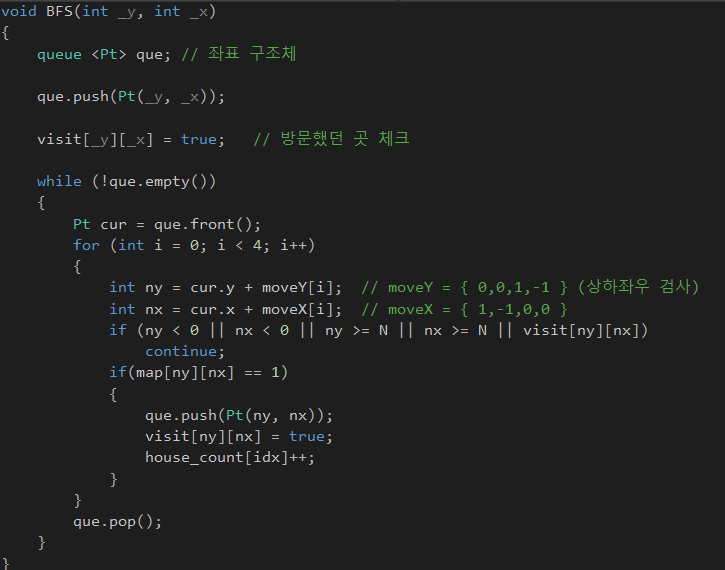 void BFS(int _y, int _x)
{
queue <Pt> que; // 좌표 구조체
que.push(Pt(_y, _x));
visit[_y][_x] = true; // 방문했던 곳 체크
while (!que.empty())
{
Pt cur = que.front();
for (int i = 0; i < 4; i++)
{
int ny = cur.y + moveY[i]; // moveY = { 0,0,1,-1 } (상하좌우 검사)
int nx = cur.x + moveX[i]; // moveX = { 1,-1,0,0 }
if (ny < 0 || nx < 0 || ny >= N || nx >= N || visit[ny][nx])
continue;
if(map[ny][nx] == 1)
{
que.push(Pt(ny, nx));
visit[ny][nx] = true;
house_count[idx]++;
}
}
que.pop();
}
}